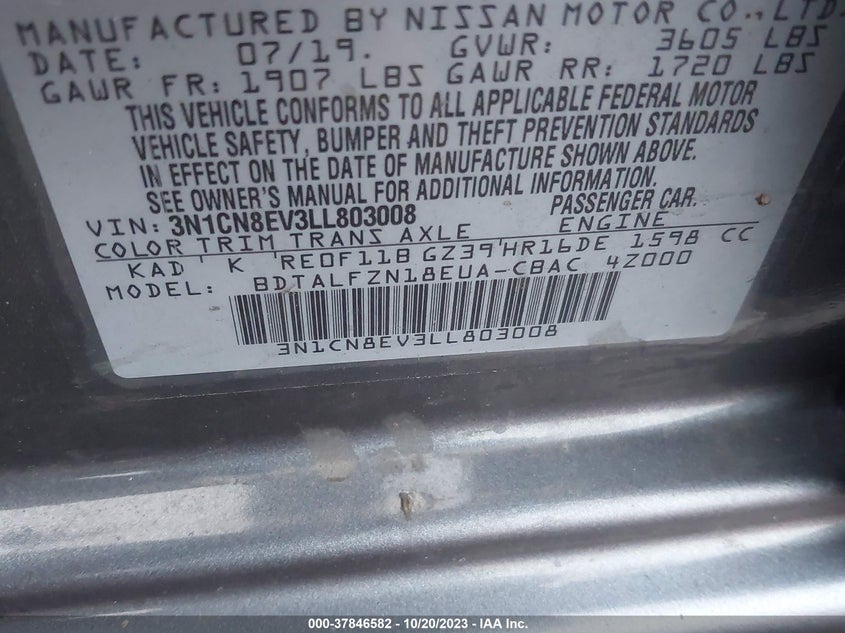 MANUFACTURED BY NISSAN MOTOR CO., LTD.
DATE: 07/19. GVWR: 3605 LBS
GAWR FR: 1907 LBS GAWR RR: 1720 LBS
THIS VEHICLE CONFORMS TO ALL APPLICABLE FEDERAL MOTOR
VEHICLE SAFETY, BUMPER AND THEFT PREVENTION STANDARDS
IN EFFECT ON THE DATE OF MANUFACTURE SHOWN ABOVE.
SEE OWNER'S MANUAL FOR ADDITIONAL INFORMATION.
VIN: 3N1CN8EV3LL803008 PASSENGER CAR.
COLOR TRIM TRANS AXLE ENGINE
KAD K RE0F11B GZ39 HR16DE 1598 CC
MODEL: BDTALFZN18EUA-CBAC 4Z000
3N1CN8EV3LL803008
000-37846582 - 10/20/2023 - IAA Inc.